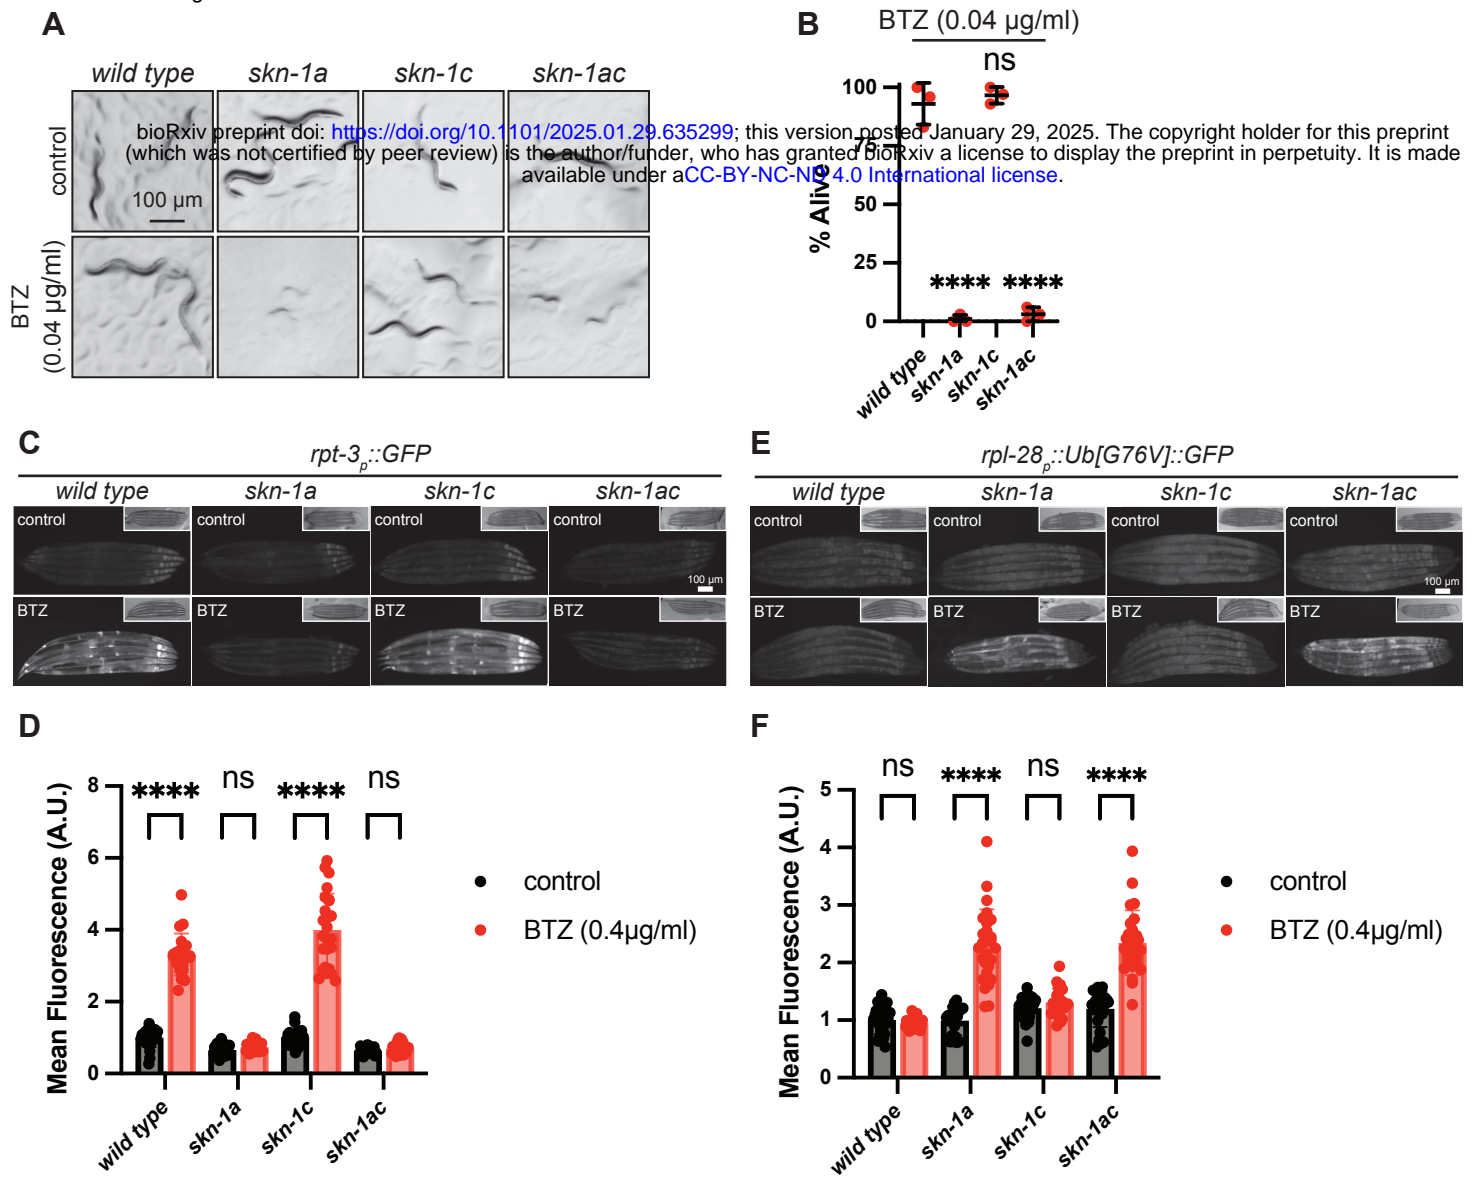 A
B
BTZ (0.04 µg/ml)
wild type
skn-1a
skn-1c
skn-1ac
ns
control
100 µm
BTZ
(0.04 µg/ml)
bioRxiv preprint doi: https://doi.org/10.1101/2025.01.29.635299; this version posted January 29, 2025. The copyright holder for this preprint
(which was not certified by peer review) is the author/funder, who has granted bioRxiv a license to display the preprint in perpetuity. It is made
available under aCC-BY-NC-ND 4.0 International license.
% Alive
100
75
50
25
0
**** ****
wild type
skn-1a
skn-1c
skn-1ac
C
rpt-3p::GFP
wild type
skn-1a
skn-1c
skn-1ac
control
control
control
control
100 µm
BTZ
BTZ
BTZ
BTZ
E
rpl-28p::Ub[G76V]::GFP
wild type
skn-1a
skn-1c
skn-1ac
control
control
control
control
100 µm
BTZ
BTZ
BTZ
BTZ
D
Mean Fluorescence (A.U.)
8
6
4
2
0
**** ns **** ns
wild type
skn-1a
skn-1c
skn-1ac
control
BTZ (0.4µg/ml)
F
Mean Fluorescence (A.U.)
5
4
3
2
1
0
ns **** ns ****
wild type
skn-1a
skn-1c
skn-1ac
control
BTZ (0.4µg/ml)